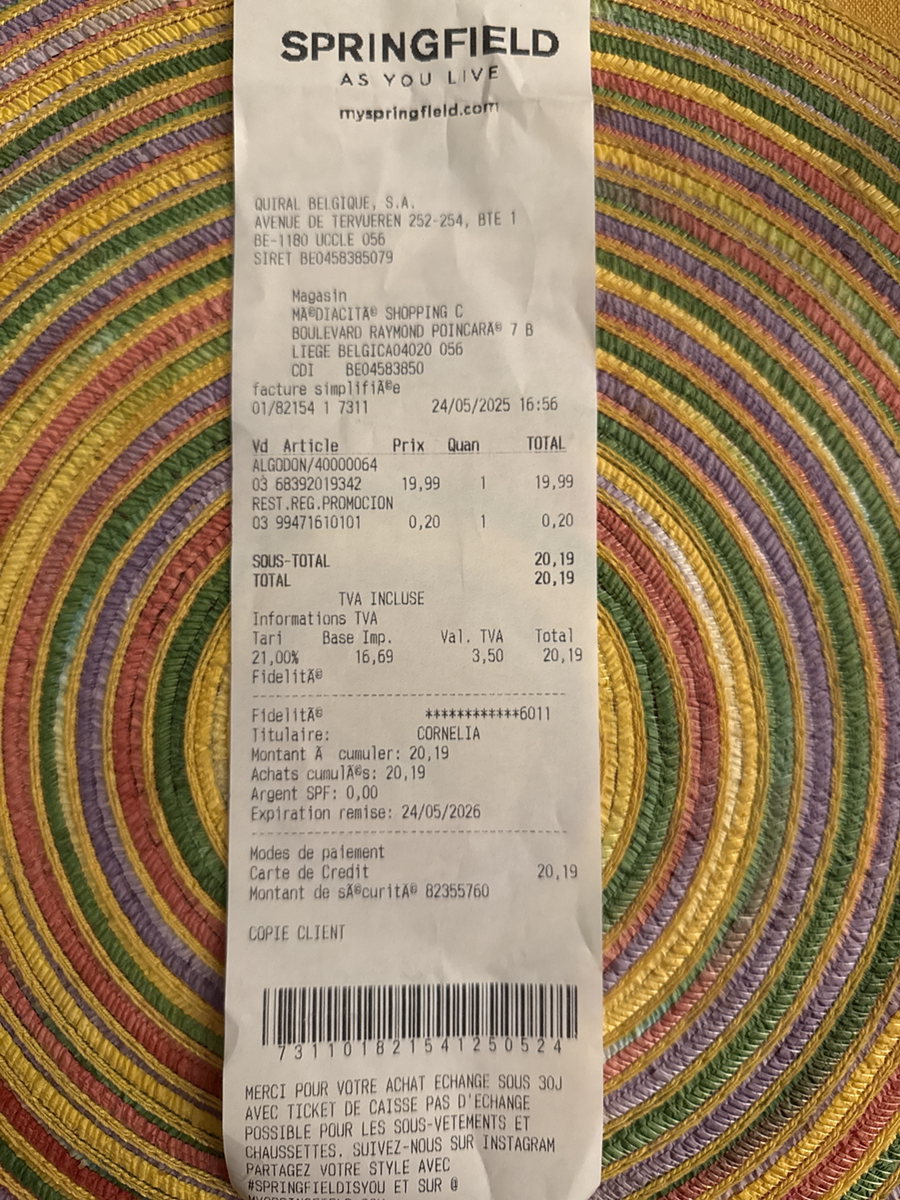 SPRINGFIELD
AS YOU LIVE
myspringfield.com
QUIRAL BELGIQUE, S.A.
AVENUE DE TERVUEREN 252-254, BTE 1
BE-1180 UCCLE 056
SIRET BE0458385079
Magasin
MÃ©DIACITÃ© SHOPPING C
BOULEVARD RAYMOND POINCARÃ© 7 B
LIEGE BELGICA04020 056
CDI BE04583850
facture simplifiÃ©e
01/82154 1 7311 24/05/2025 16:56
Vd Article Prix Quan TOTAL
ALGODON/40000064
03 68392019342 19,99 1 19,99
REST.REG.PROMOCION
03 99471610101 0,20 1 0,20
SOUS-TOTAL 20,19
TOTAL 20,19
TVA INCLUSE
Informations TVA
Tari Base Imp. Val. TVA Total
21,00% 16,69 3,50 20,19
FidelitÃ©
FidelitÃ© ************6011
Titulaire: CORNELIA
Montant Ã cumuler: 20,19
Achats cumulÃ©s: 20,19
Argent SPF: 0,00
Expiration remise: 24/05/2026
Modes de paiement
Carte de Credit 20,19
Montant de sÃ©curitÃ© 82355760
COPIE CLIENT
731101821541250524
MERCI POUR VOTRE ACHAT ECHANGE SOUS 30J
AVEC TICKET DE CAISSE PAS D'ECHANGE
POSSIBLE POUR LES SOUS-VETEMENTS ET
CHAUSSETTES. SUIVEZ-NOUS SUR INSTAGRAM
PARTAGEZ VOTRE STYLE AVEC
#SPRINGFIELDISYOU ET SUR @